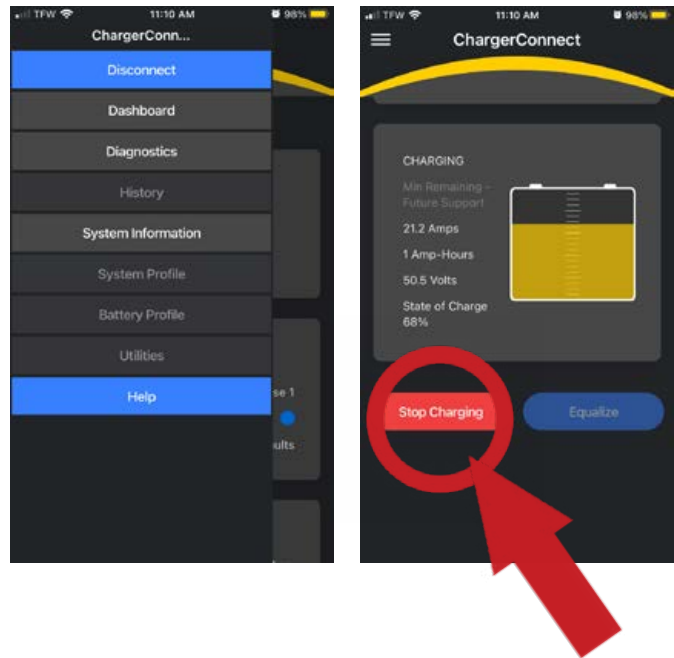 TFW 11:10 AM 98%
ChargerConn...
Disconnect
Dashboard
Diagnostics
History
System Information
System Profile
Battery Profile
Utilities
Help
se 1
ults
TFW 11:10 AM 98%
ChargerConnect
CHARGING
Min Remaining -
Future Support
21.2 Amps
1 Amp-Hours
50.5 Volts
State of Charge
68%
Stop Charging
Equalize